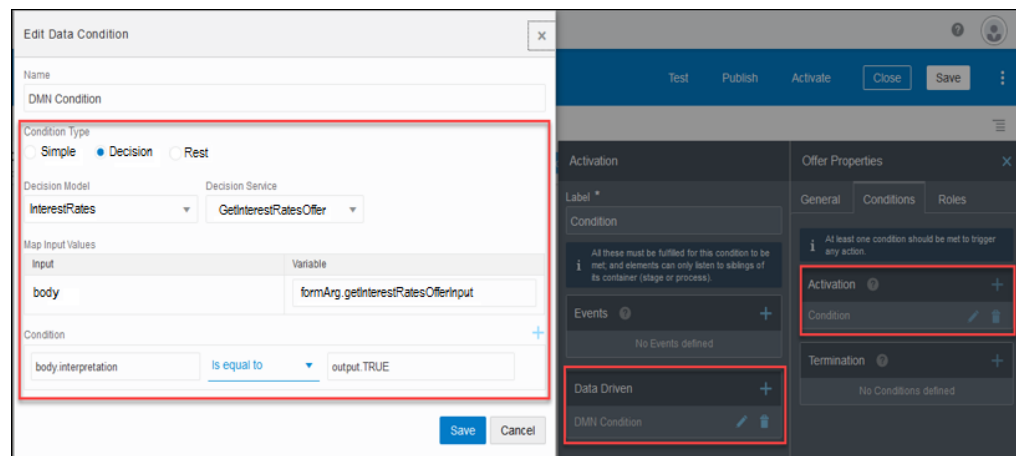 Edit Data Condition
×
Name
DMN Condition
Condition Type
Simple Decision Rest
Decision Model Decision Service
InterestRates GetInterestRatesOffer
Map Input Values
Input Variable
body formArg.getInterestRatesOfferInput
Condition +
body.interpretation Is equal to output.TRUE
Save Cancel
?
Test Publish Activate Close Save
Activation
Label *
Condition
i All these must be fulfilled for this condition to be
met; and elements can only listen to siblings of
its container (stage or process).
Events ? +
No Events defined
Data Driven +
DMN Condition
Offer Properties ×
General Conditions Roles
i At least one condition should be met to trigger
any action.
Activation ? +
Condition
Termination ? +
No Conditions defined